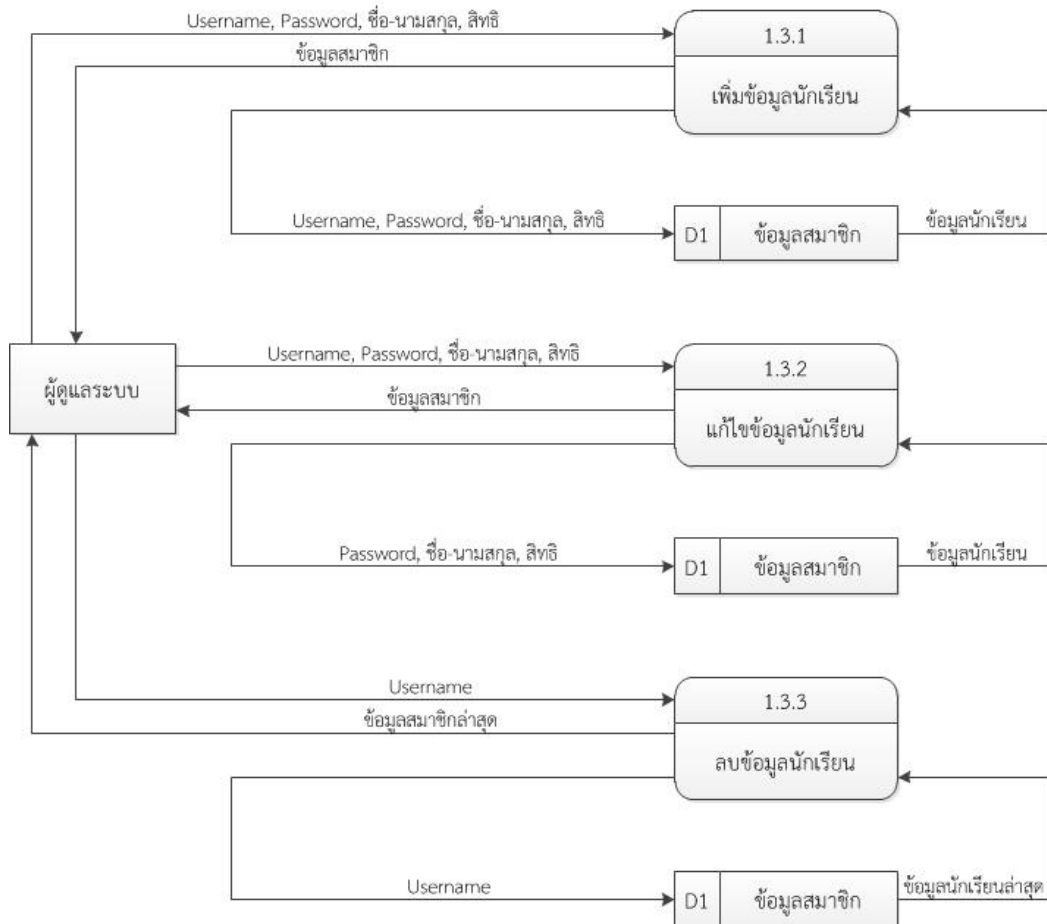 Username, Password, ชื่อ-นามสกุล, สิทธิ
ข้อมูลสมาชิก
1.3.1
เพิ่มข้อมูลนักเรียน
Username, Password, ชื่อ-นามสกุล, สิทธิ
D1
ข้อมูลสมาชิก
ข้อมูลนักเรียน
ผู้ดูแลระบบ
Username, Password, ชื่อ-นามสกุล, สิทธิ
ข้อมูลสมาชิก
1.3.2
แก้ไขข้อมูลนักเรียน
Password, ชื่อ-นามสกุล, สิทธิ
D1
ข้อมูลสมาชิก
ข้อมูลนักเรียน
Username
ข้อมูลสมาชิกล่าสุด
1.3.3
ลบข้อมูลนักเรียน
Username
D1
ข้อมูลสมาชิก
ข้อมูลนักเรียนล่าสุด